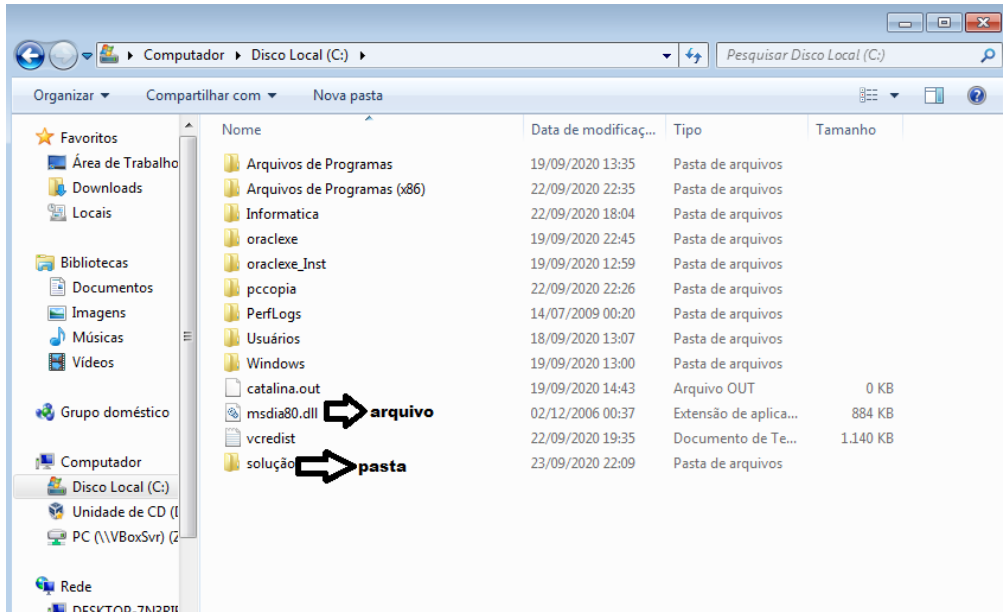 Computador Disco Local (C:)
Pesquisar Disco Local (C:)
Organizar Compartilhar com Nova pasta
Favoritos
Área de Trabalho
Downloads
Locais
Bibliotecas
Documentos
Imagens
Músicas
Vídeos
Grupo doméstico
Computador
Disco Local (C:)
Unidade de CD (
PC (\\VBoxSvr) (
Rede
Nome Data de modificaç... Tipo Tamanho
Arquivos de Programas 19/09/2020 13:35 Pasta de arquivos
Arquivos de Programas (x86) 22/09/2020 22:35 Pasta de arquivos
Informatica 22/09/2020 18:04 Pasta de arquivos
oraclexe 19/09/2020 22:45 Pasta de arquivos
oraclexe_Inst 19/09/2020 12:59 Pasta de arquivos
pccopia 22/09/2020 22:26 Pasta de arquivos
PerfLogs 14/07/2009 00:20 Pasta de arquivos
Usuários 18/09/2020 13:07 Pasta de arquivos
Windows 19/09/2020 13:00 Pasta de arquivos
catalina.out 19/09/2020 14:43 Arquivo OUT 0 KB
msdia80.dll arquivo 02/12/2006 00:37 Extensão de aplica... 884 KB
vcredist 22/09/2020 19:35 Documento de Te... 1.140 KB
solução pasta 23/09/2020 22:09 Pasta de arquivos